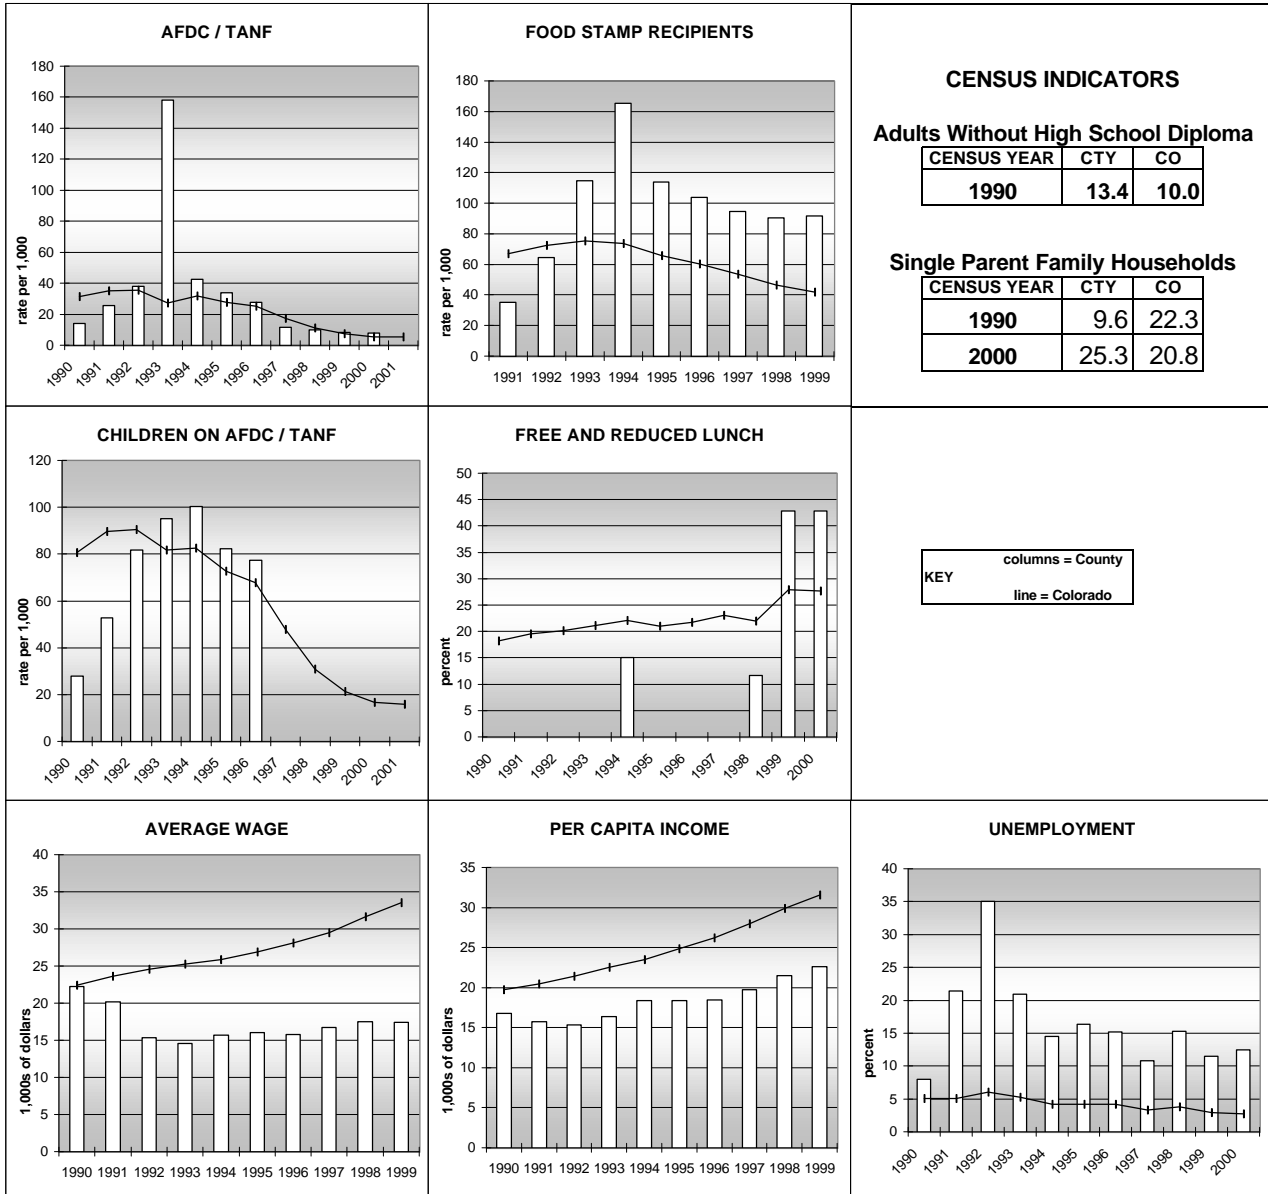 AFDC / TANF
180
160
140
120
100
80
60
40
20
0
rate per 1,000
1990 1991 1992 1993 1994 1995 1996 1997 1998 1999 2000 2001
FOOD STAMP RECIPIENTS
180
160
140
120
100
80
60
40
20
0
rate per 1,000
1991 1992 1993 1994 1995 1996 1997 1998 1999
CENSUS INDICATORS
Adults Without High School Diploma
CENSUS YEAR CTY CO
1990 13.4 10.0
Single Parent Family Households
CENSUS YEAR CTY CO
1990 9.6 22.3
2000 25.3 20.8
CHILDREN ON AFDC / TANF
120
100
80
60
40
20
0
rate per 1,000
1990 1991 1992 1993 1994 1995 1996 1997 1998 1999 2000 2001
FREE AND REDUCED LUNCH
50
45
40
35
30
25
20
15
10
5
0
percent
1990 1991 1992 1993 1994 1995 1996 1997 1998 1999 2000
columns = County
KEY
line = Colorado
AVERAGE WAGE
40
35
30
25
20
15
10
5
0
1,000s of dollars
1990 1991 1992 1993 1994 1995 1996 1997 1998 1999
PER CAPITA INCOME
35
30
25
20
15
10
5
0
1,000s of dollars
1990 1991 1992 1993 1994 1995 1996 1997 1998 1999
UNEMPLOYMENT
40
35
30
25
20
15
10
5
0
percent
1990 1991 1992 1993 1994 1995 1996 1997 1998 1999 2000